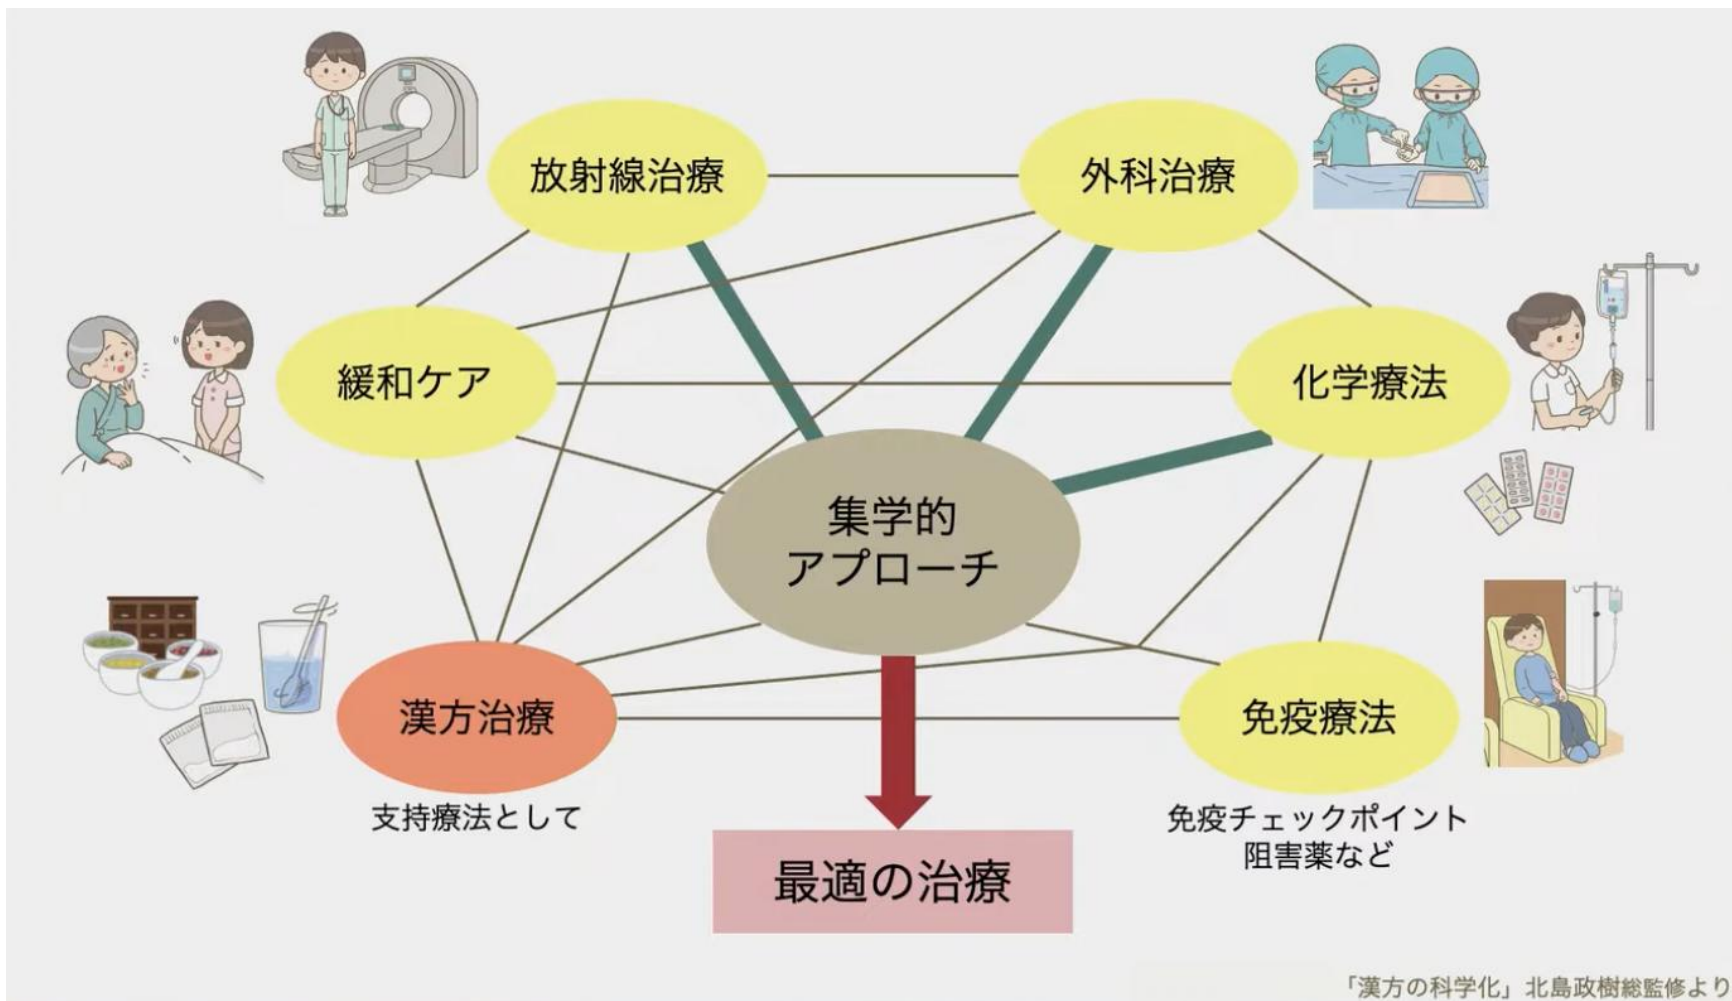 放射線治療
外科治療
緩和ケア
化学療法
集学的
アプローチ
漢方治療
免疫療法
支持療法として
免疫チェックポイント
阻害薬など
最適の治療
「漢方の科学化」北島政樹総監修より